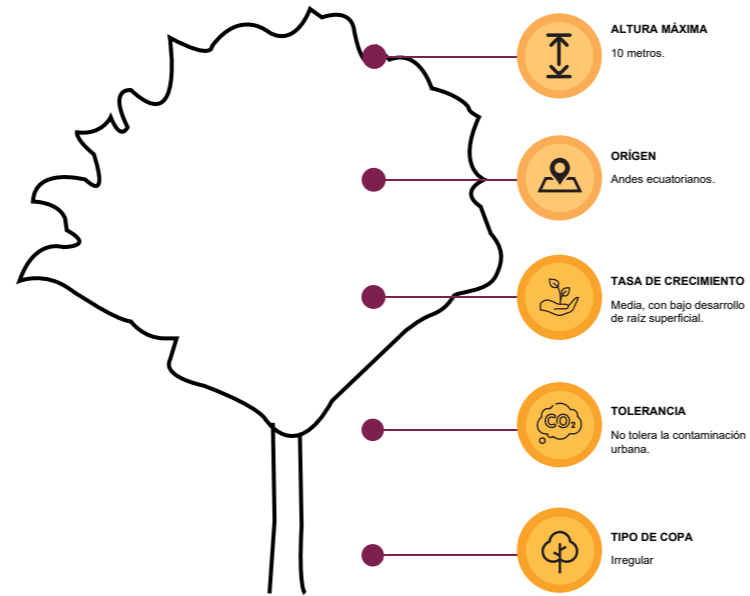 ALTURA MÁXIMA
10 metros.
ORÍGEN
Andes ecuatorianos.
TASA DE CRECIMIENTO
Media, con bajo desarrollo
de raíz superficial.
CO₂
TOLERANCIA
No tolera la contaminación
urbana.
TIPO DE COPA
Irregular